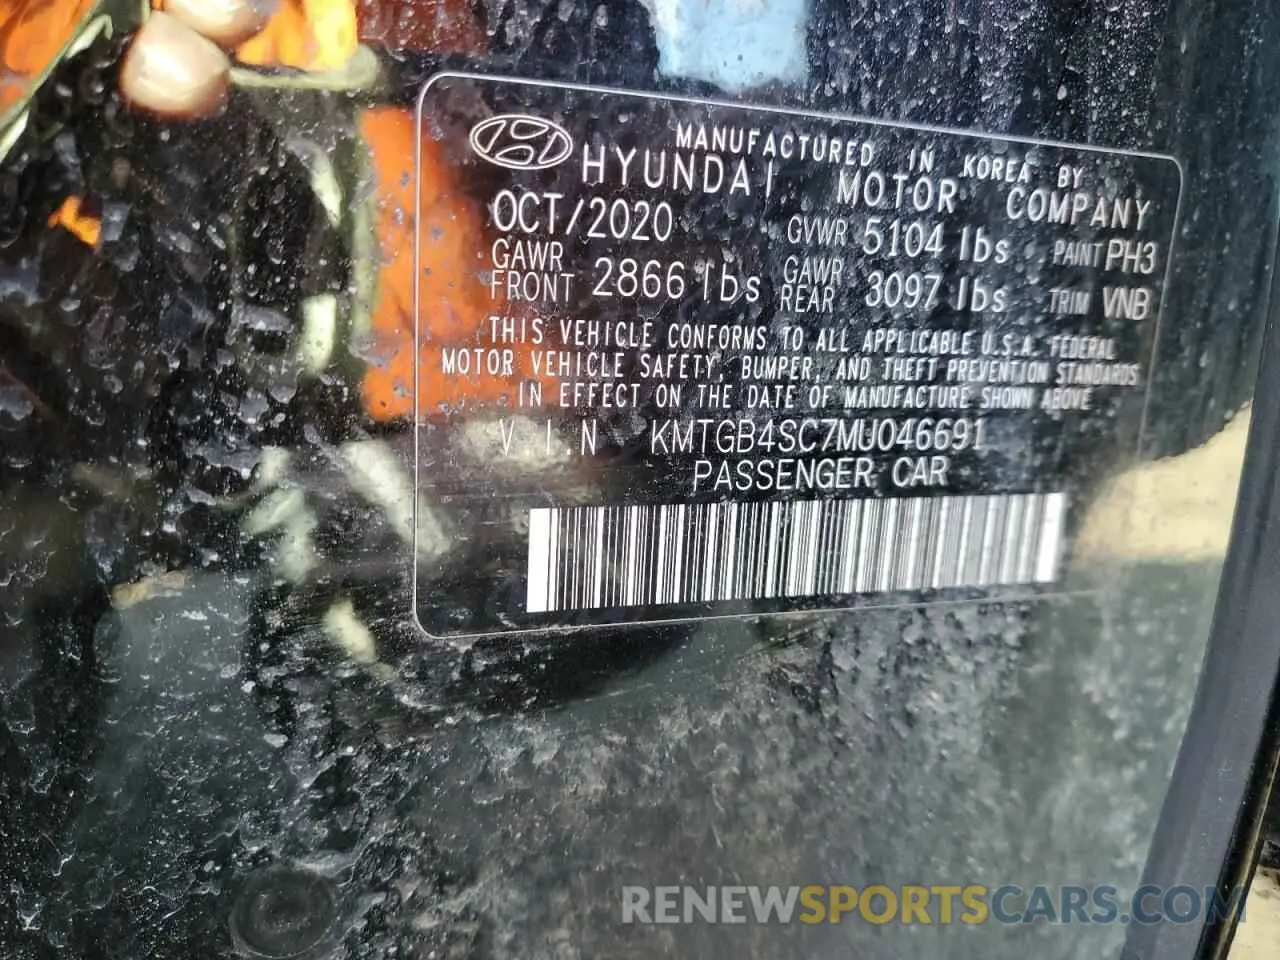 MANUFACTURED IN KOREA BY
HYUNDAI MOTOR COMPANY
OCT/2020 GVWR 5104 lbs PAINT PH3
GAWR FRONT 2866 lbs GAWR REAR 3097 lbs TRIM VNB
THIS VEHICLE CONFORMS TO ALL APPLICABLE U.S.A. FEDERAL
MOTOR VEHICLE SAFETY, BUMPER, AND THEFT PREVENTION STANDARDS
IN EFFECT ON THE DATE OF MANUFACTURE SHOWN ABOVE
V.I.N KMTGB4SC7MU046691
PASSENGER CAR
RENEWSPORTSCARS.COM